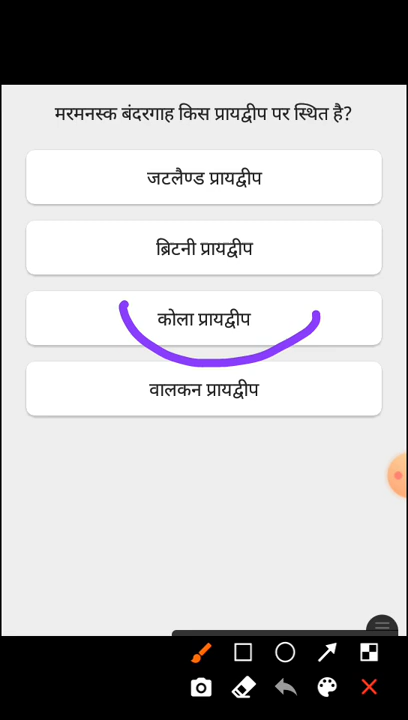 मरमनस्क बंदरगाह किस प्रायद्वीप पर स्थित है?
जटलैण्ड प्रायद्वीप
ब्रिटनी प्रायद्वीप
कोला प्रायद्वीप
वालकन प्रायद्वीप